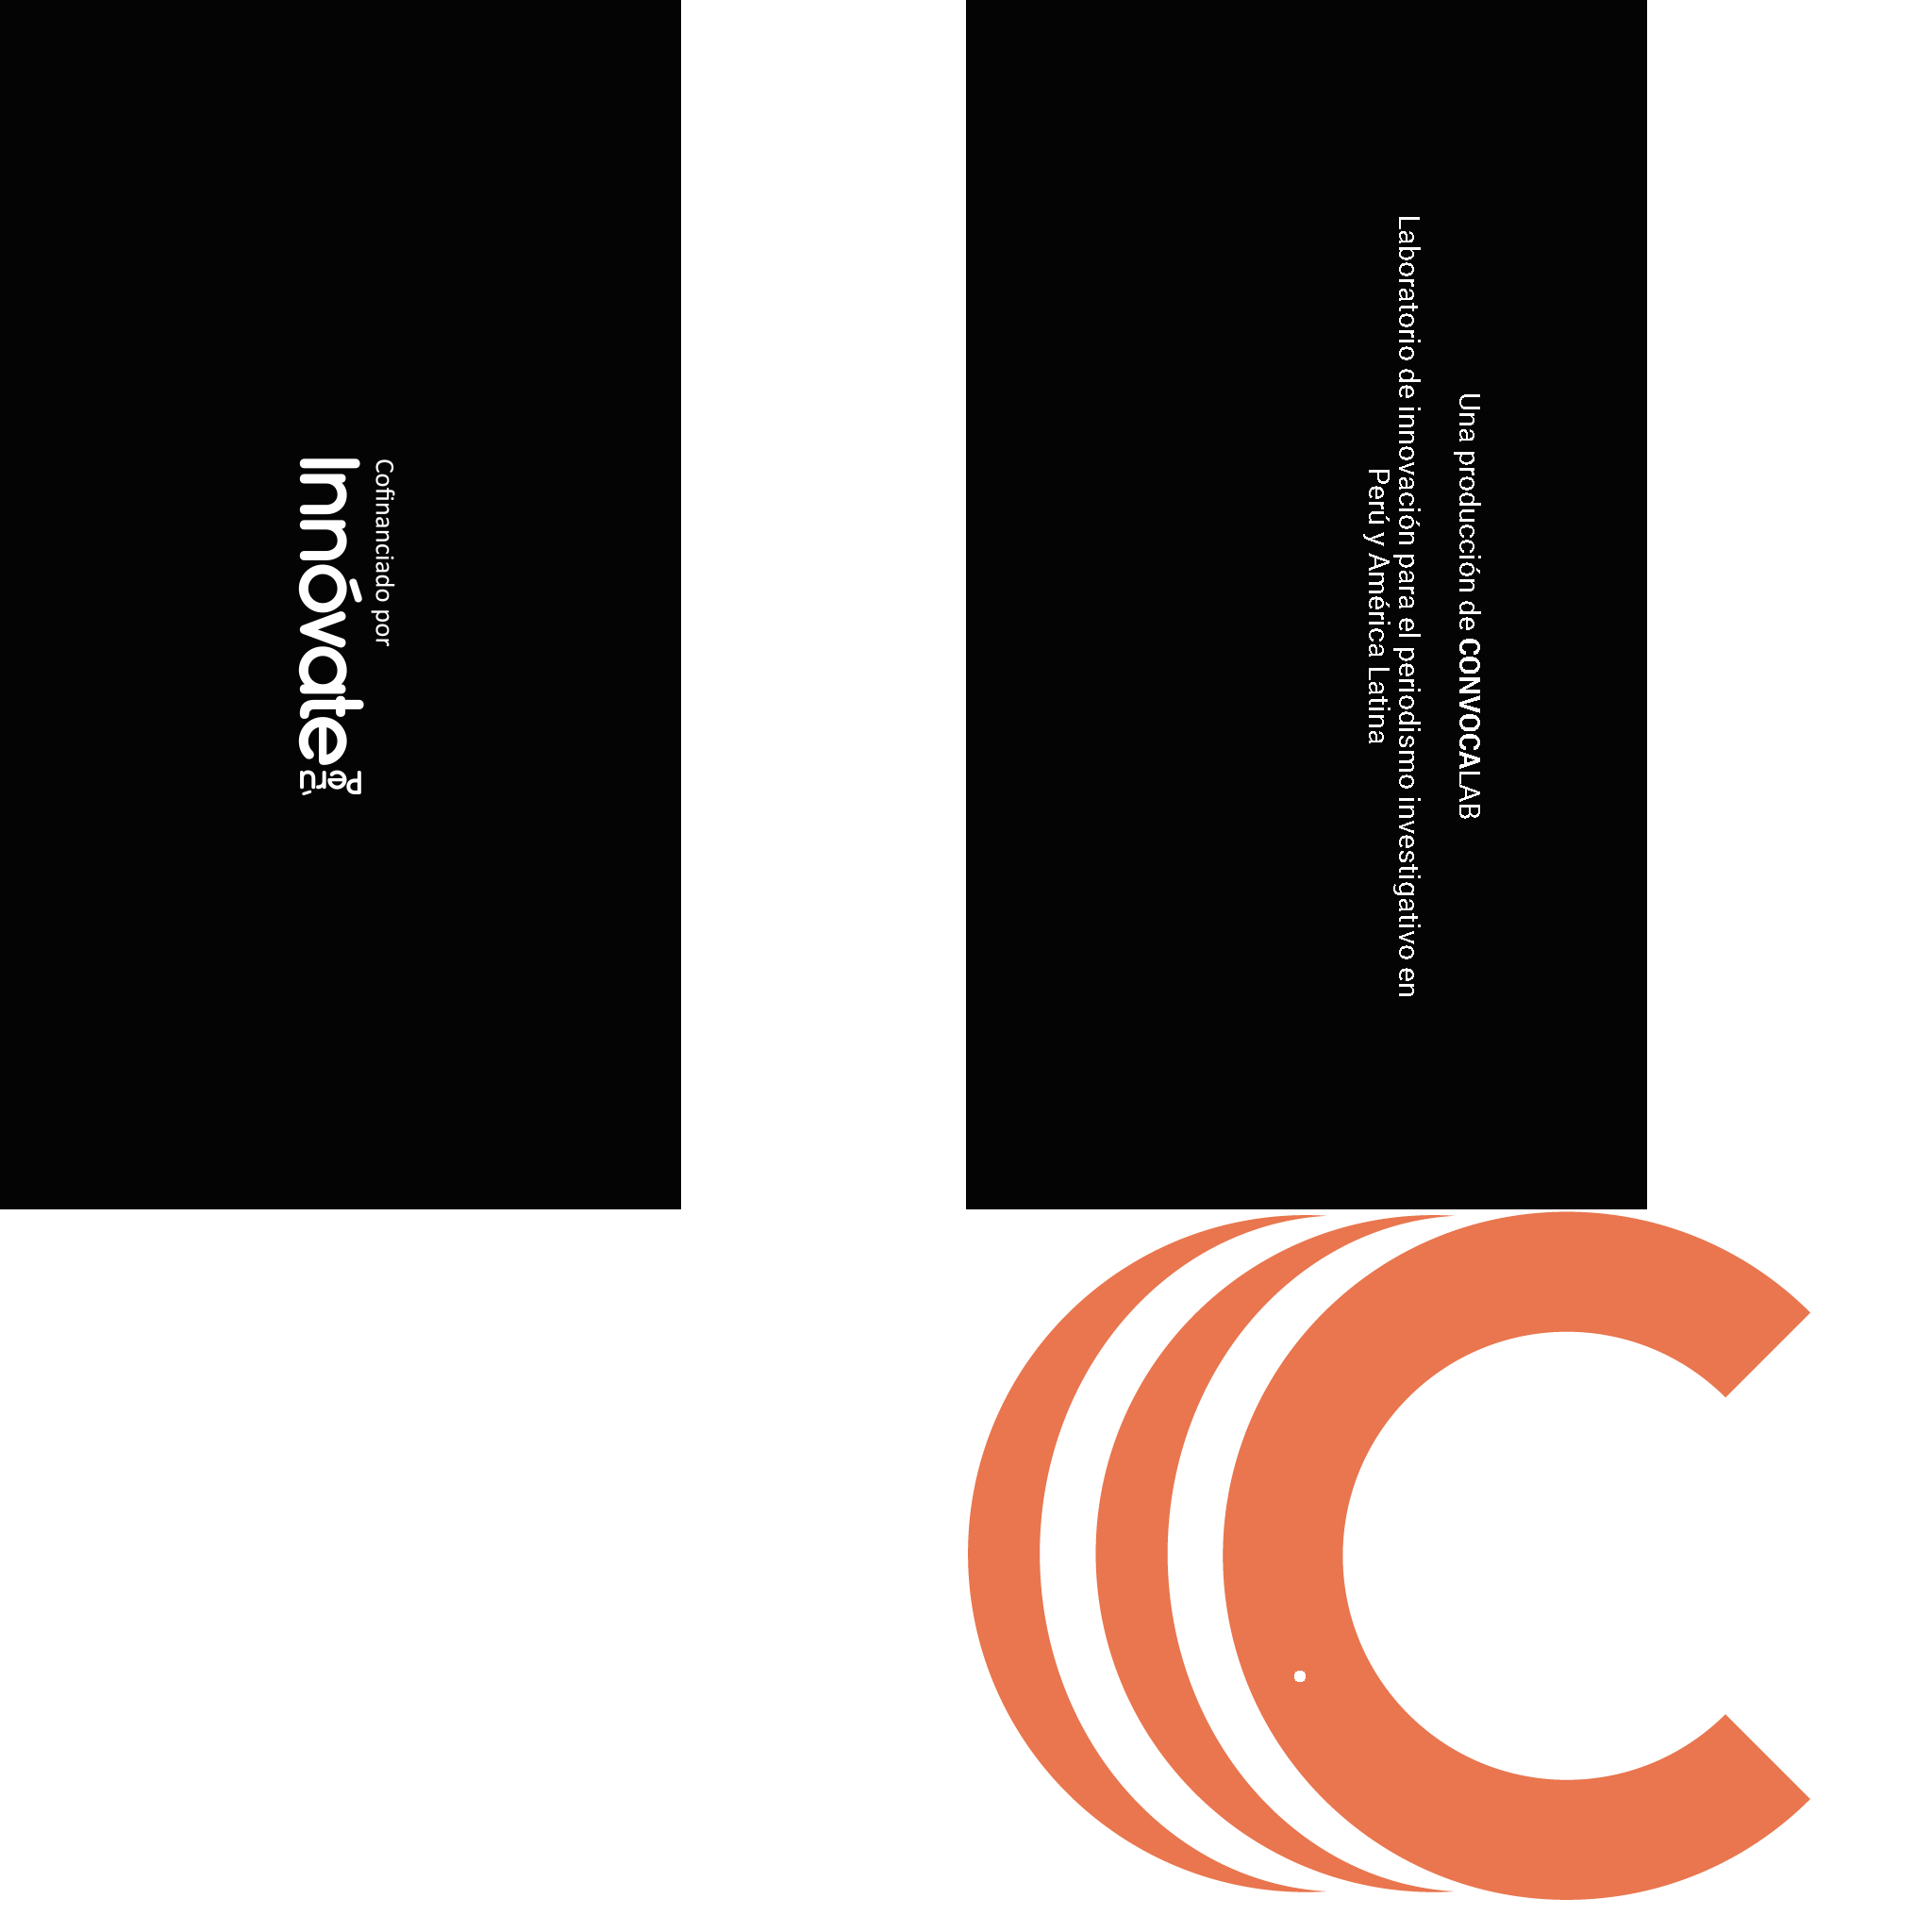 Cofinanciado por
Innóvate Perú
Una producción de CONVOCALAB
Laboratorio de innovación para el periodismo investigativo en
Perú y América Latina